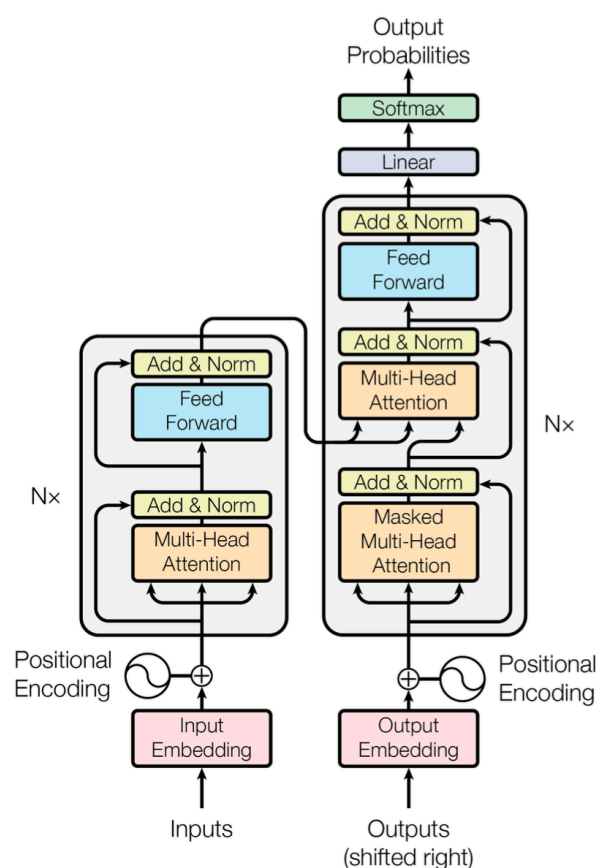 Output
Probabilities
Softmax
Linear
Add & Norm
Feed
Forward
Add & Norm
Multi-Head
Attention
Add & Norm
Masked
Multi-Head
Attention
N×
Add & Norm
Feed
Forward
Add & Norm
Multi-Head
Attention
N×
Positional
Encoding
Positional
Encoding
Input
Embedding
Output
Embedding
Inputs
Outputs
(shifted right)